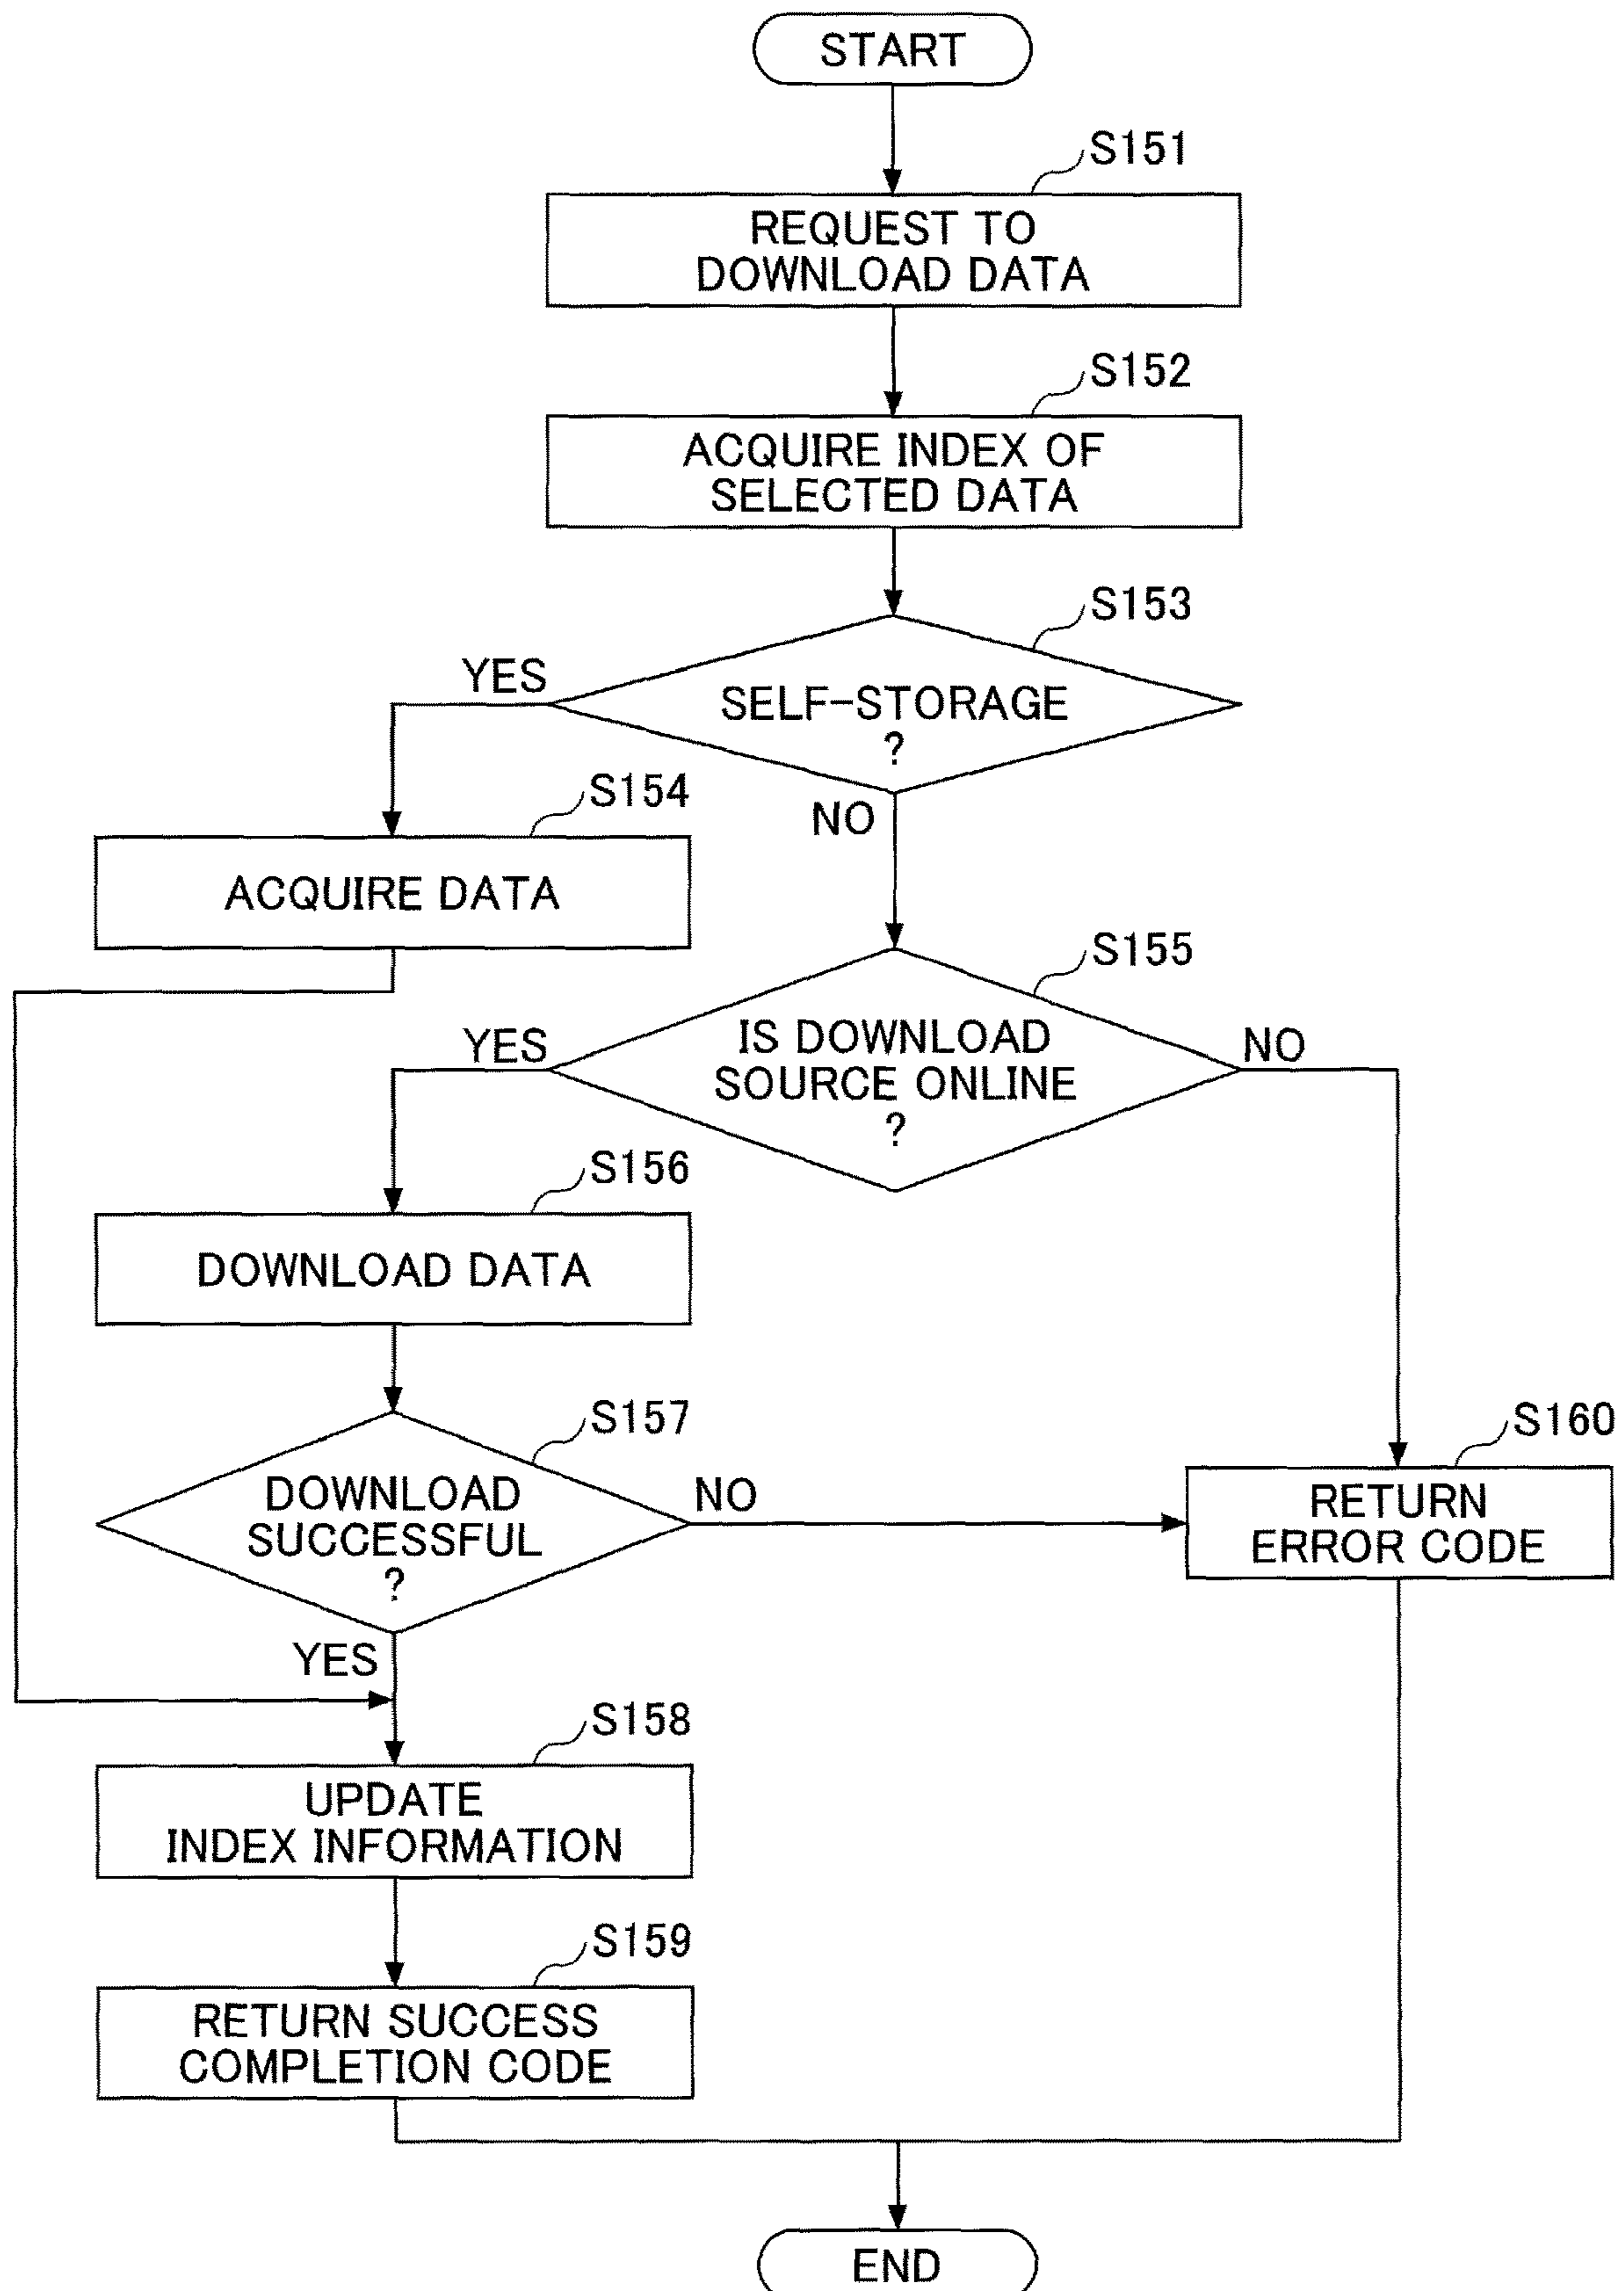 START
S151
REQUEST TO
DOWNLOAD DATA
S152
ACQUIRE INDEX OF
SELECTED DATA
S153
YES
SELF-STORAGE
?
NO
S154
ACQUIRE DATA
S155
YES
IS DOWNLOAD
SOURCE ONLINE
?
NO
S156
DOWNLOAD DATA
S157
DOWNLOAD
SUCCESSFUL
?
NO
YES
S160
RETURN
ERROR CODE
S158
UPDATE
INDEX INFORMATION
S159
RETURN SUCCESS
COMPLETION CODE
END